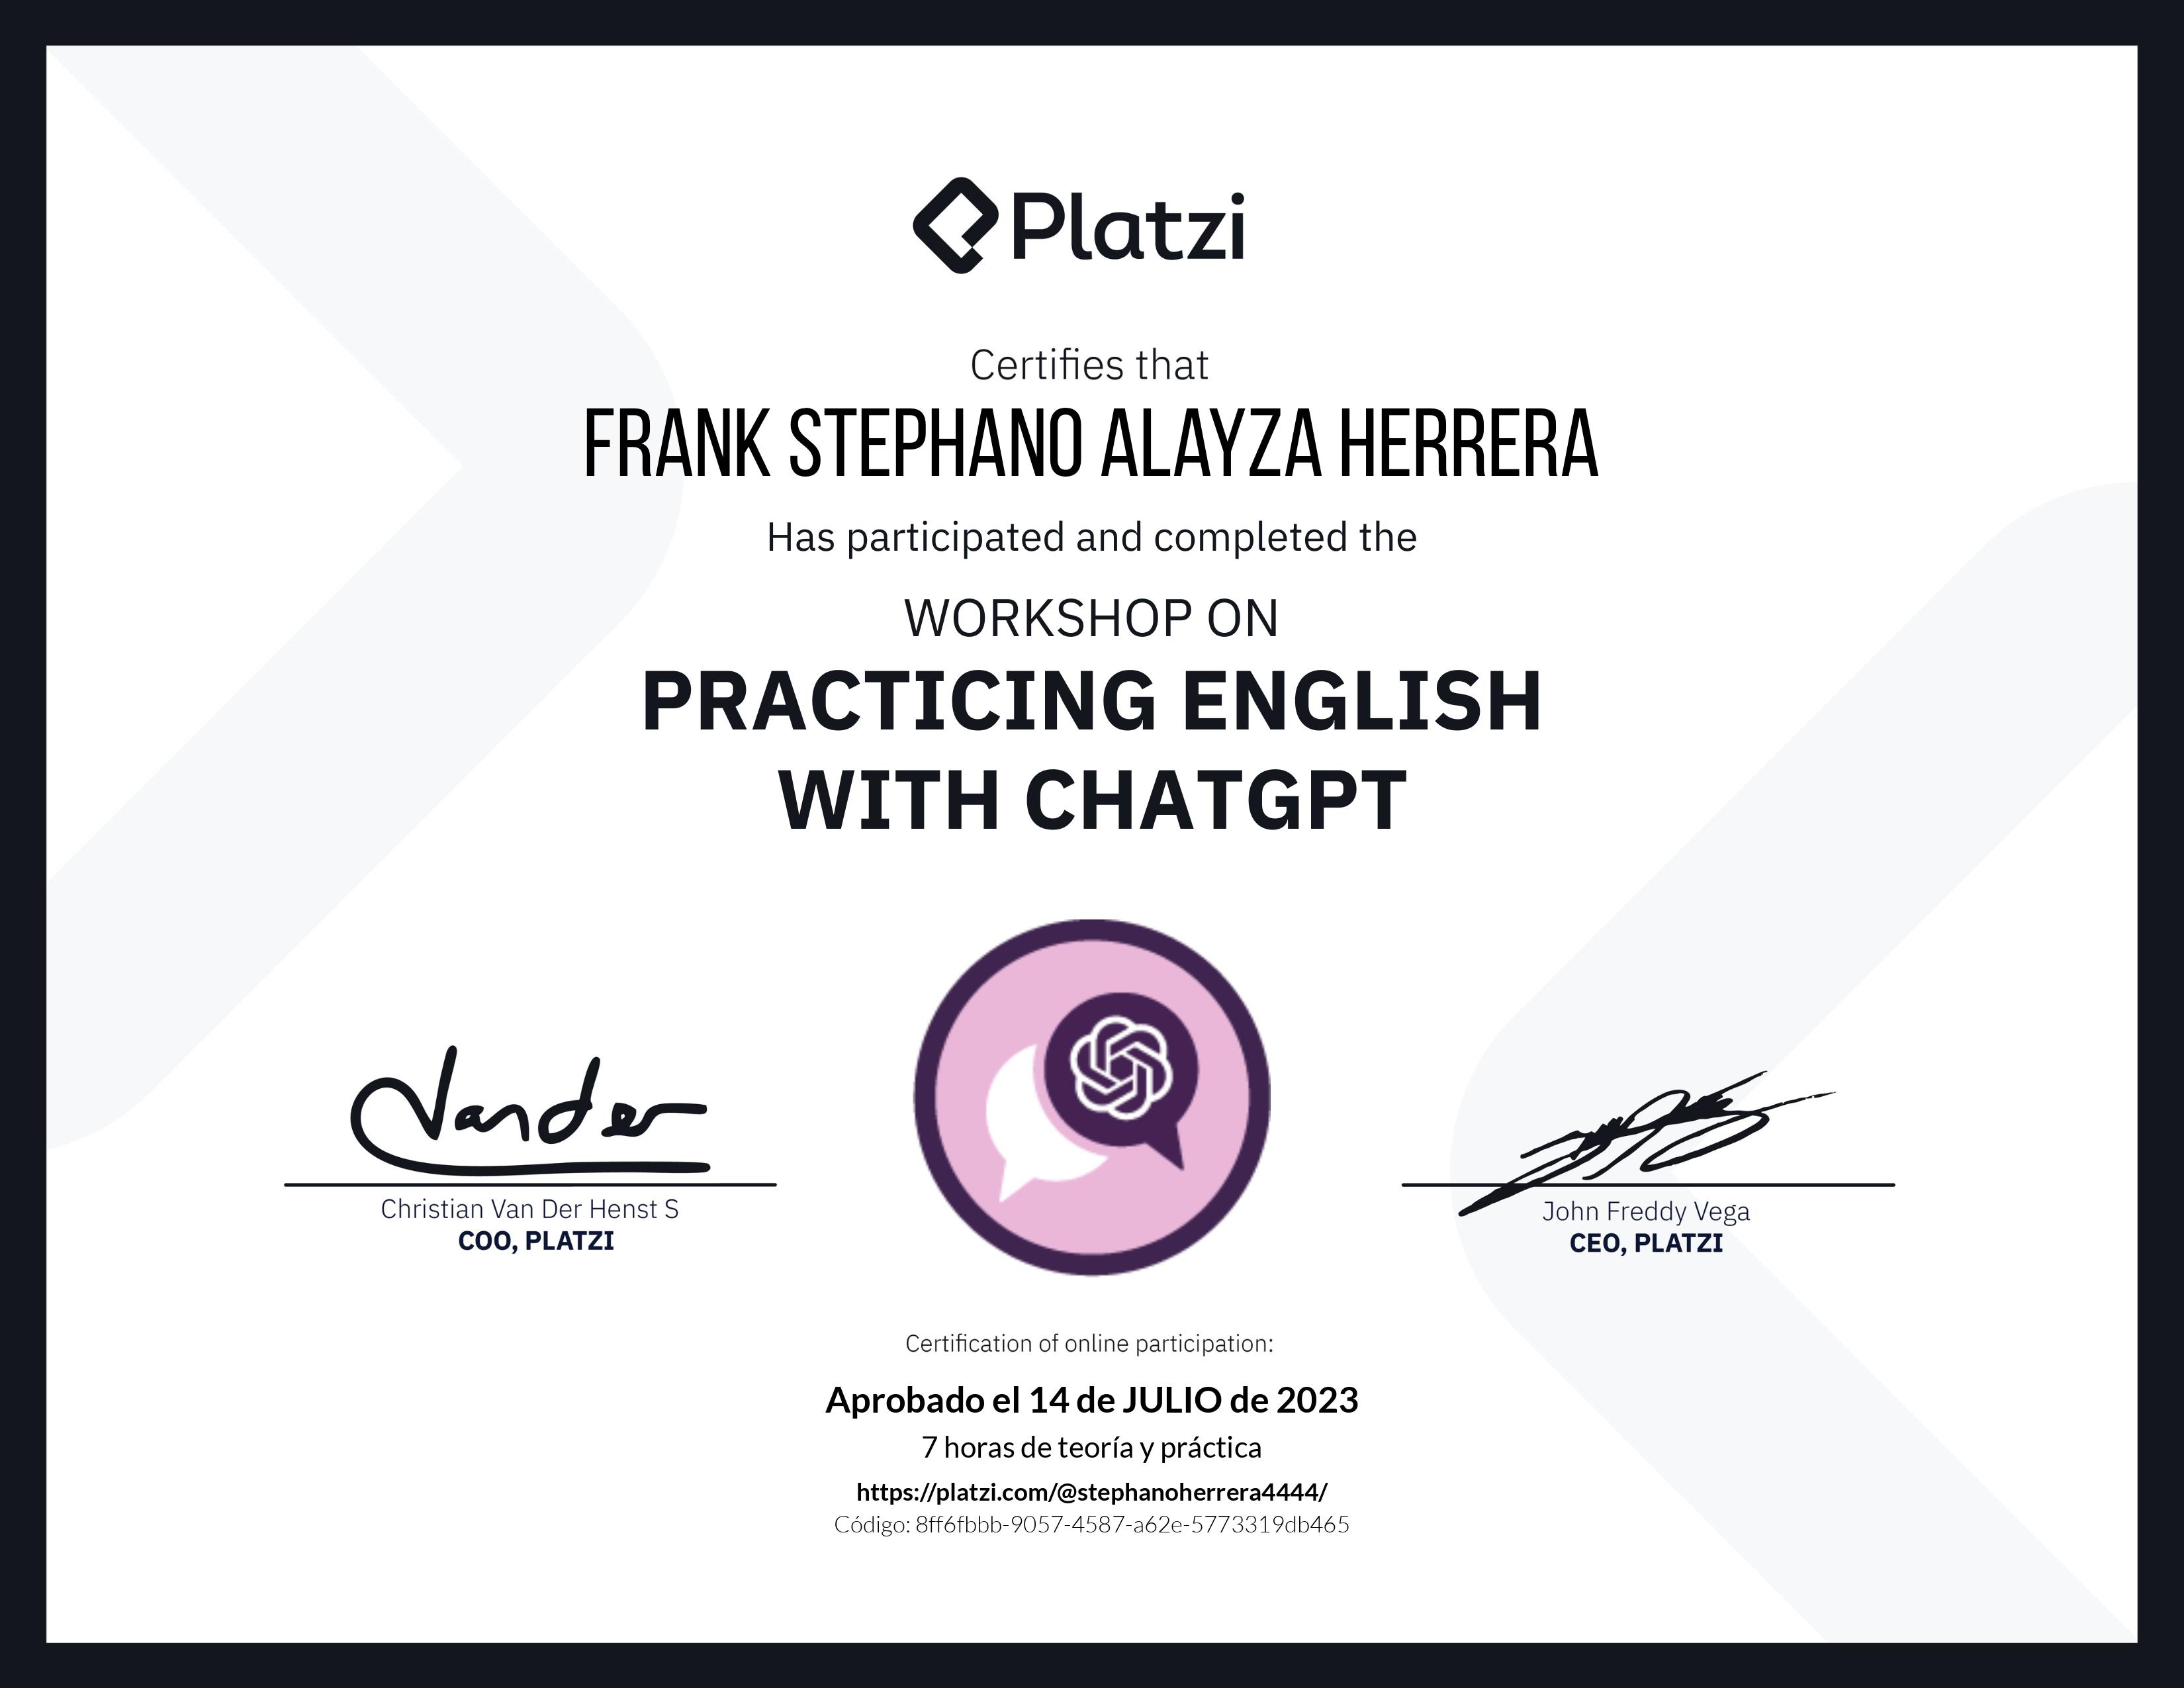 Platzi
Certifies that
FRANK STEPHANO ALAYZA HERRERA
Has participated and completed the
WORKSHOP ON
PRACTICING ENGLISH
WITH CHATGPT
Vander
Christian Van Der Henst S
COO, PLATZI
John Freddy Vega
CEO, PLATZI
Certification of online participation:
Aprobado el 14 de JULIO de 2023
7 horas de teoría y práctica
https://platzi.com/@stephanoherrera4444/
Código: 8ff6fbbb-9057-4587-a62e-5773319db465